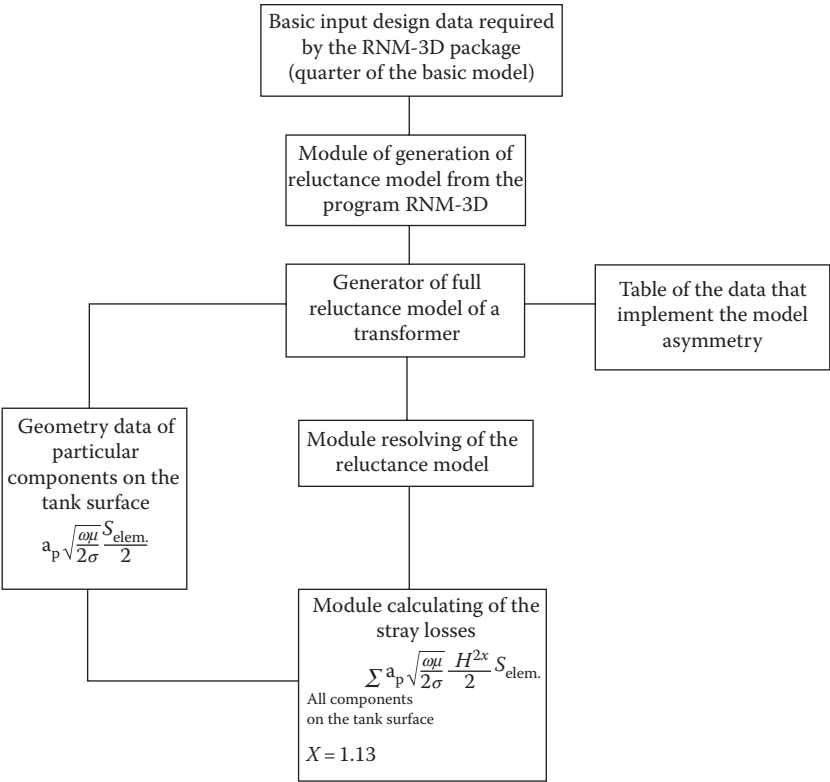 Basic input design data required
by the RNM-3D package
(quarter of the basic model)
Module of generation of
reluctance model from the
program RNM-3D
Generator of full
reluctance model of a
transformer
Table of the data that
implement the model
asymmetry
Geometry data of
particular
components on the
tank surface
a_p √(ωμ/2σ) S_elem./2
Module resolving of the
reluctance model
Module calculating of the
stray losses
Σ a_p √(ωμ/2σ) H^2x/2 S_elem.
All components
on the tank surface
X = 1.13